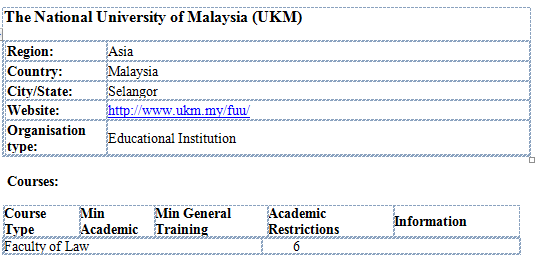 The National University of Malaysia (UKM)
Region: Asia
Country: Malaysia
City/State: Selangor
Website: http://www.ukm.my/fuu/
Organisation type: Educational Institution
Courses:
Course Type Min Academic Min General Training Academic Restrictions Information
Faculty of Law 6